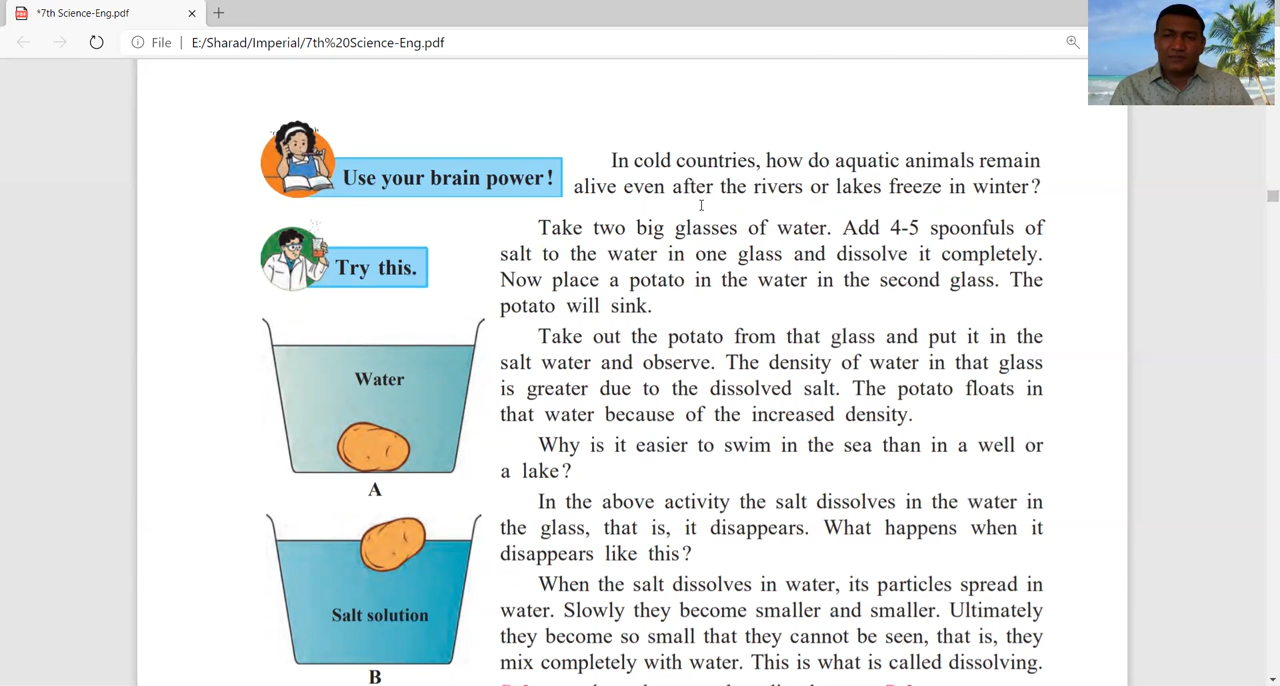 *7th Science-Eng.pdf
File | E:/Sharad/Imperial/7th%20Science-Eng.pdf
Use your brain power!
In cold countries, how do aquatic animals remain
alive even after the rivers or lakes freeze in winter?
Try this.
Take two big glasses of water. Add 4-5 spoonfuls of
salt to the water in one glass and dissolve it completely.
Now place a potato in the water in the second glass. The
potato will sink.
Take out the potato from that glass and put it in the
salt water and observe. The density of water in that glass
is greater due to the dissolved salt. The potato floats in
that water because of the increased density.
Why is it easier to swim in the sea than in a well or
a lake?
In the above activity the salt dissolves in the water in
the glass, that is, it disappears. What happens when it
disappears like this?
When the salt dissolves in water, its particles spread in
water. Slowly they become smaller and smaller. Ultimately
they become so small that they cannot be seen, that is, they
mix completely with water. This is what is called dissolving.
Water
A
Salt solution
B